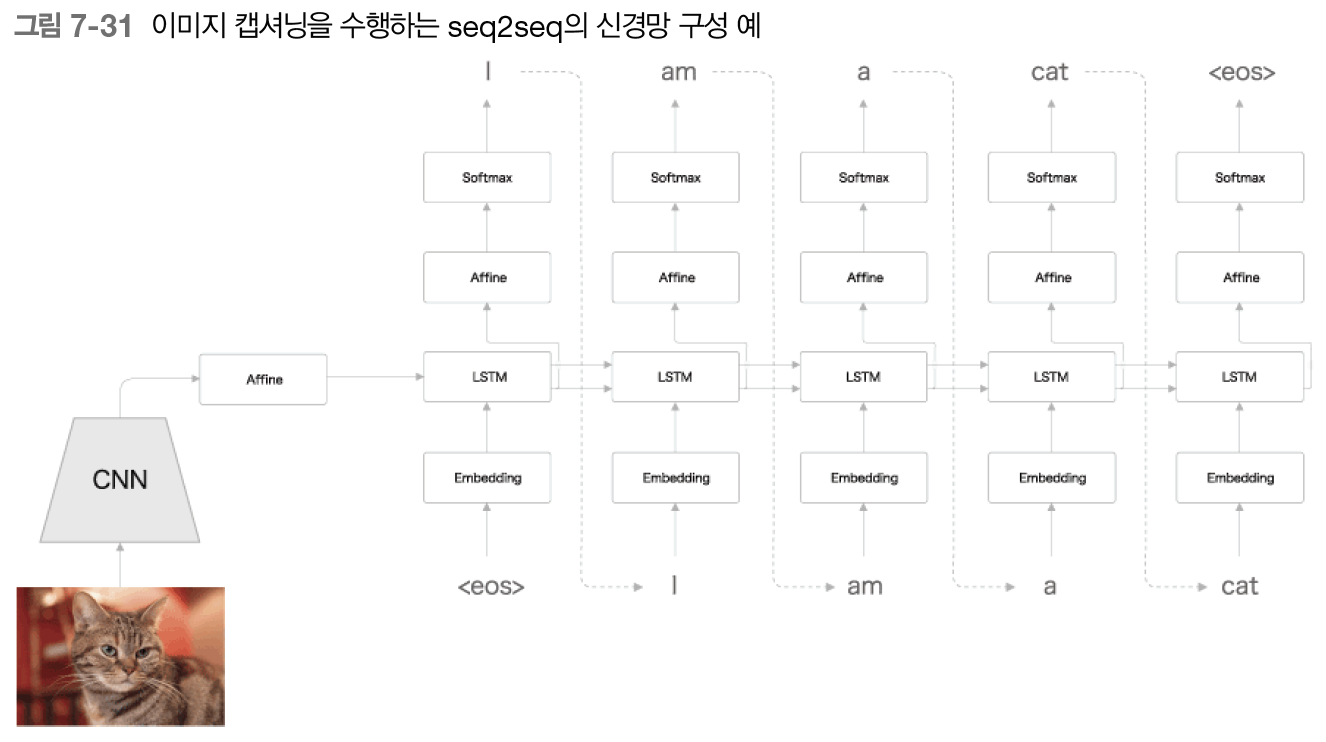 그림 7-31 이미지 캡셔닝을 수행하는 seq2seq의 신경망 구성 예
I am a cat <eos>
Softmax Softmax Softmax Softmax Softmax
Affine Affine Affine Affine Affine
Affine LSTM LSTM LSTM LSTM LSTM
CNN Embedding Embedding Embedding Embedding Embedding
<eos> I am a cat